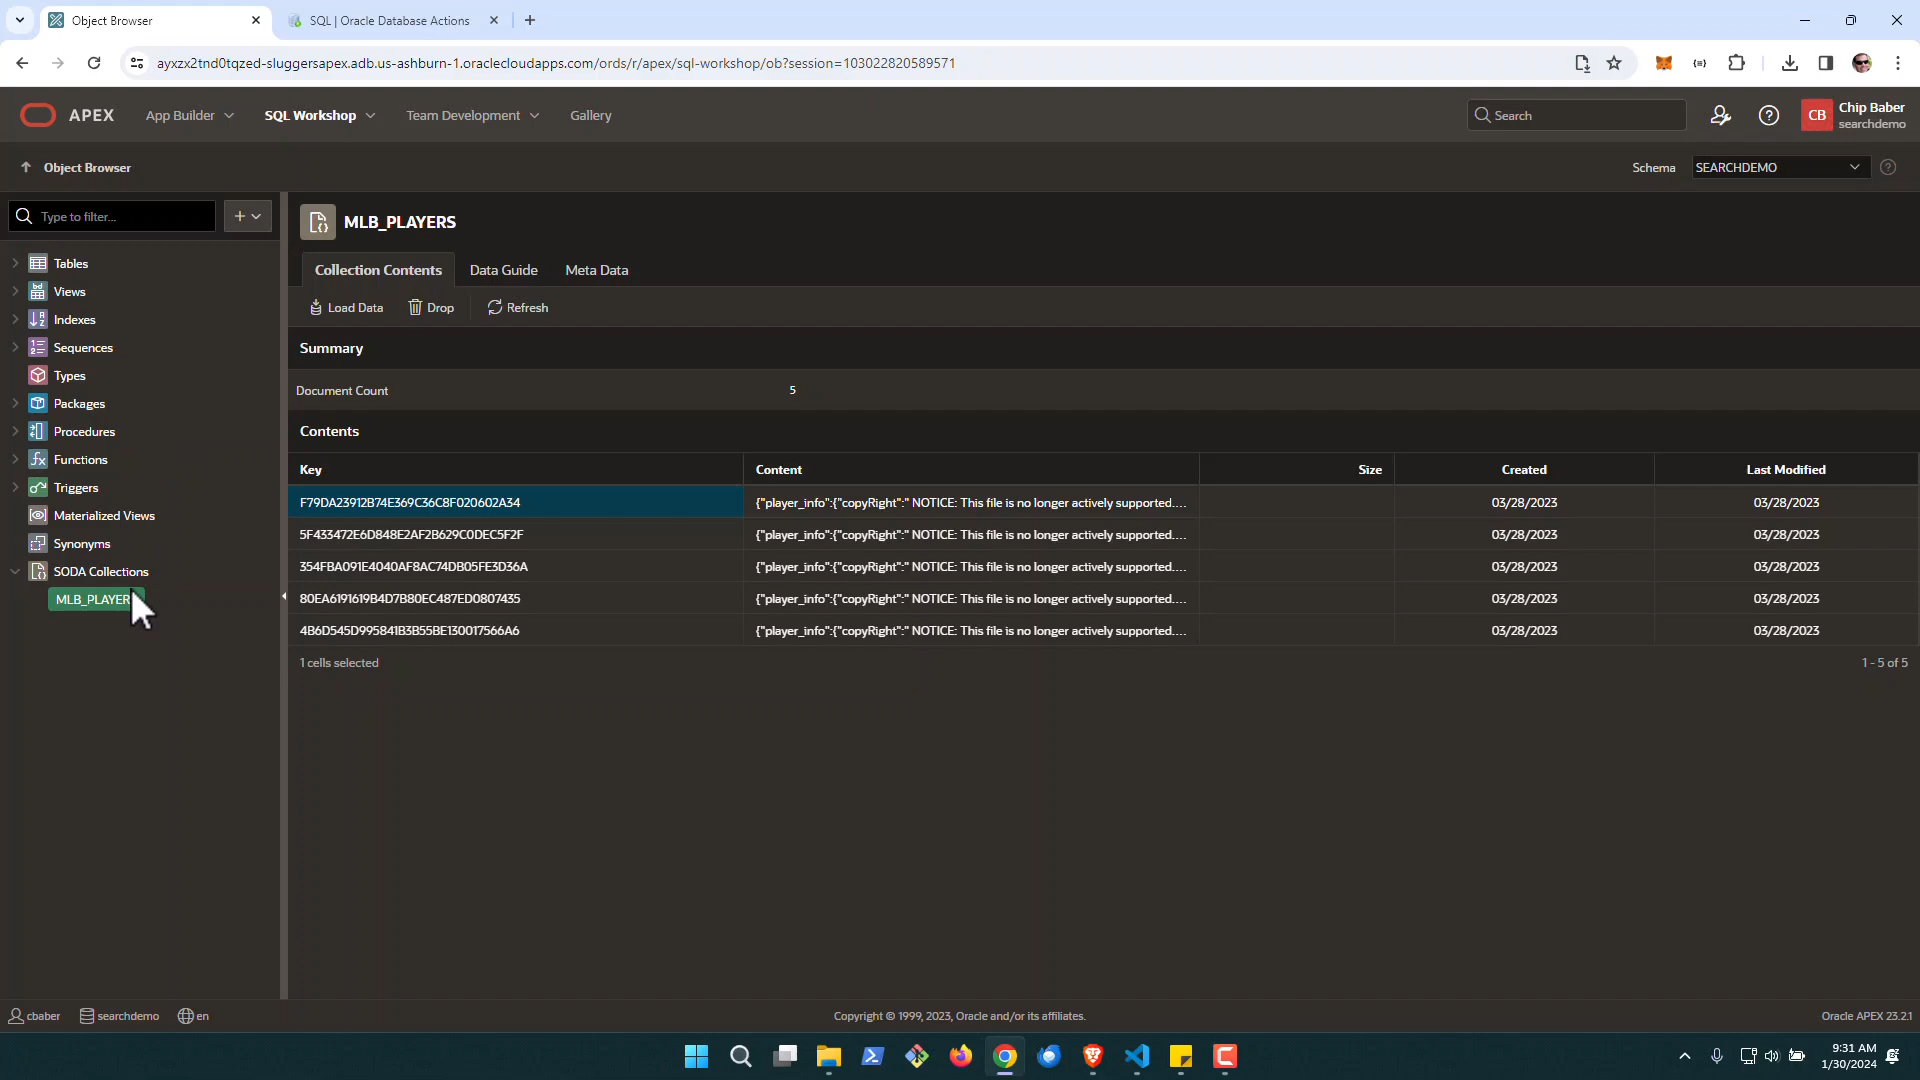 Object Browser
SQL | Oracle Database Actions
ayxzx2tnd0tqzed-sluggersapex.adb.us-ashburn-1.oraclecloudapps.com/ords/r/apex/sql-workshop/ob?session=103022820589571
APEX
App Builder
SQL Workshop
Team Development
Gallery
Search
CB
Chip Baber
searchdemo
Object Browser
Schema
SEARCHDEMO
Type to filter...
MLB_PLAYERS
Collection Contents
Data Guide
Meta Data
Load Data
Drop
Refresh
Tables
Views
Indexes
Sequences
Types
Packages
Procedures
Functions
Triggers
Materialized Views
Synonyms
SODA Collections
MLB_PLAYER
Summary
Document Count 5
Contents
Key Content Size Created Last Modified
F79DA23912B74E369C36C8F020602A34 {"player_info":{"copyRight":" NOTICE: This file is no longer actively supported.... 03/28/2023 03/28/2023
5F433472E6D848E2AF2B629C0DEC5F2F {"player_info":{"copyRight":" NOTICE: This file is no longer actively supported.... 03/28/2023 03/28/2023
354FBA091E4040AF8AC74DB05FE3D36A {"player_info":{"copyRight":" NOTICE: This file is no longer actively supported.... 03/28/2023 03/28/2023
80EA6191619B4D7B80EC487ED0807435 {"player_info":{"copyRight":" NOTICE: This file is no longer actively supported.... 03/28/2023 03/28/2023
4B6D545D995841B3B55BE130017566A6 {"player_info":{"copyRight":" NOTICE: This file is no longer actively supported.... 03/28/2023 03/28/2023
1 cells selected
1 - 5 of 5
cbaber
searchdemo
en
Copyright © 1999, 2023, Oracle and/or its affiliates.
Oracle APEX 23.2.1
9:31 AM
1/30/2024